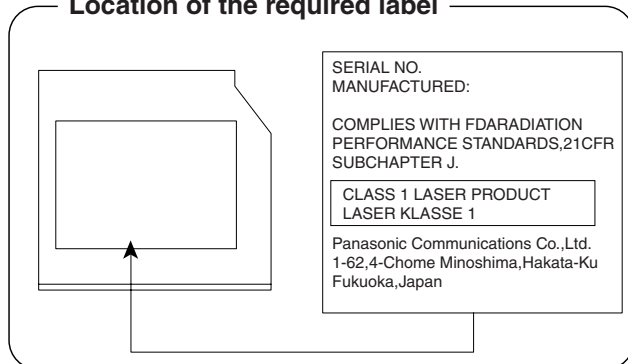 Location of the required label
SERIAL NO.
MANUFACTURED:
COMPLIES WITH FDARADIATION
PERFORMANCE STANDARDS,21CFR
SUBCHAPTER J.
CLASS 1 LASER PRODUCT
LASER KLASSE 1
Panasonic Communications Co.,Ltd.
1-62,4-Chome Minoshima,Hakata-Ku
Fukuoka,Japan